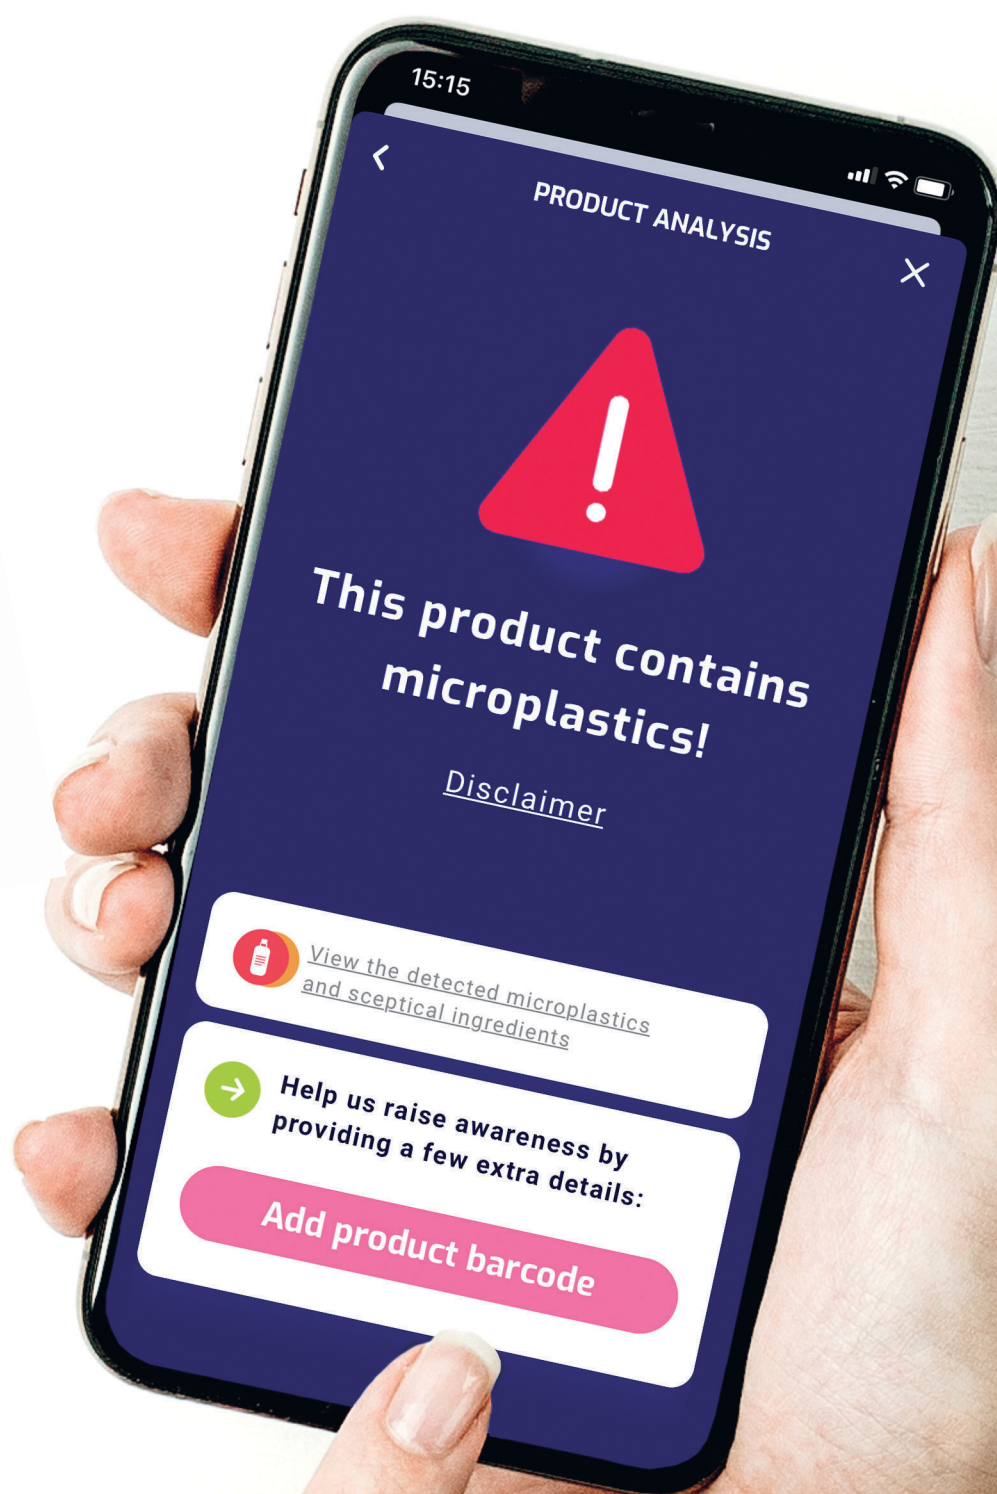 15:15
PRODUCT ANALYSIS
This product contains
microplastics!
Disclaimer
View the detected microplastics
and sceptical ingredients
Help us raise awareness by
providing a few extra details:
Add product barcode